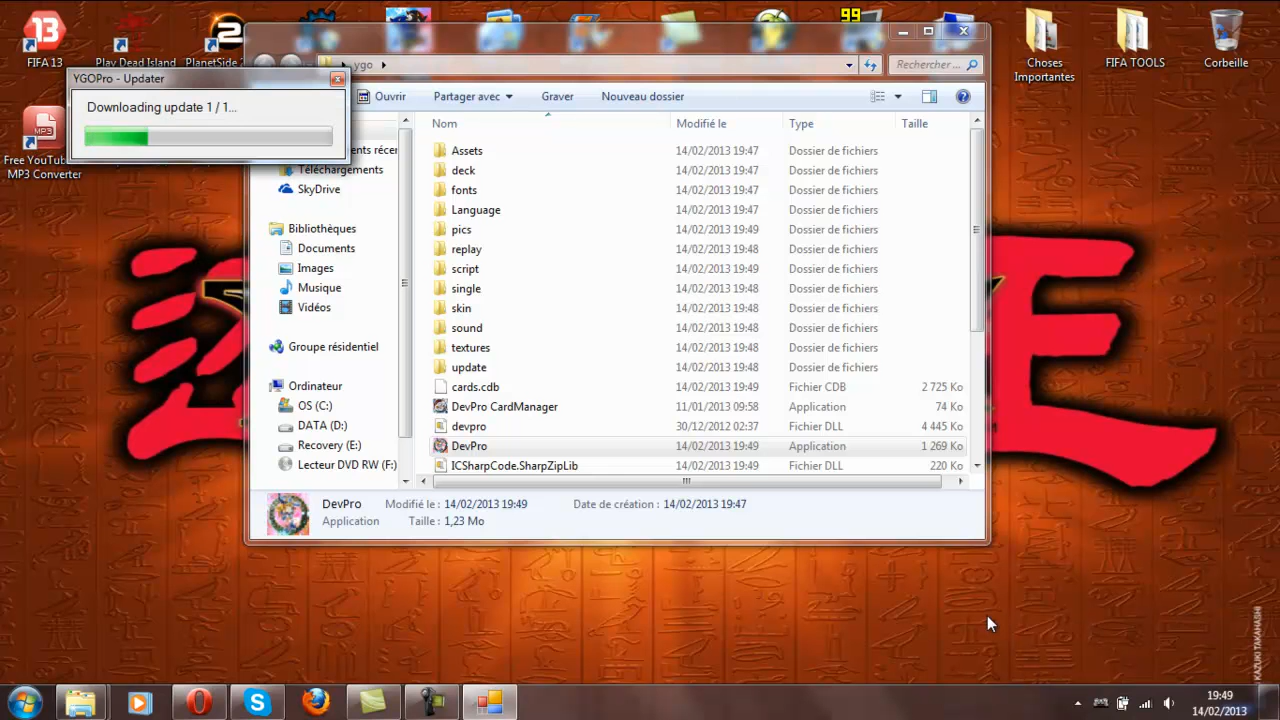 13
FIFA 13
Play Dead Island
2
PlanetSide
99
Choses
Importantes
FIFA TOOLS
Corbeille
MP3
Free YouTub
MP3 Converter
YGOPro - Updater
Downloading update 1 / 1...
ygo
Rechercher ...
Ouvrir
Partager avec
Graver
Nouveau dossier
Nom
Modifié le
Type
Taille
Assets 14/02/2013 19:47 Dossier de fichiers
deck 14/02/2013 19:47 Dossier de fichiers
fonts 14/02/2013 19:47 Dossier de fichiers
Language 14/02/2013 19:47 Dossier de fichiers
pics 14/02/2013 19:49 Dossier de fichiers
replay 14/02/2013 19:48 Dossier de fichiers
script 14/02/2013 19:49 Dossier de fichiers
single 14/02/2013 19:48 Dossier de fichiers
skin 14/02/2013 19:48 Dossier de fichiers
sound 14/02/2013 19:48 Dossier de fichiers
textures 14/02/2013 19:48 Dossier de fichiers
update 14/02/2013 19:48 Dossier de fichiers
cards.cdb 14/02/2013 19:49 Fichier CDB 2 725 Ko
DevPro CardManager 11/01/2013 09:58 Application 74 Ko
devpro 30/12/2012 02:37 Fichier DLL 4 445 Ko
DevPro 14/02/2013 19:49 Application 1 269 Ko
ICSharpCode.SharpZipLib 14/02/2013 19:49 Fichier DLL 220 Ko
ents récer
Téléchargements
SkyDrive
Bibliothèques
Documents
Images
Musique
Vidéos
Groupe résidentiel
Ordinateur
OS (C:)
DATA (D:)
Recovery (E:)
Lecteur DVD RW (F:)
DevPro Modifié le : 14/02/2013 19:49 Date de création : 14/02/2013 19:47
Application Taille : 1,23 Mo
KAZUKI TAKAHASHI
19:49
14/02/2013